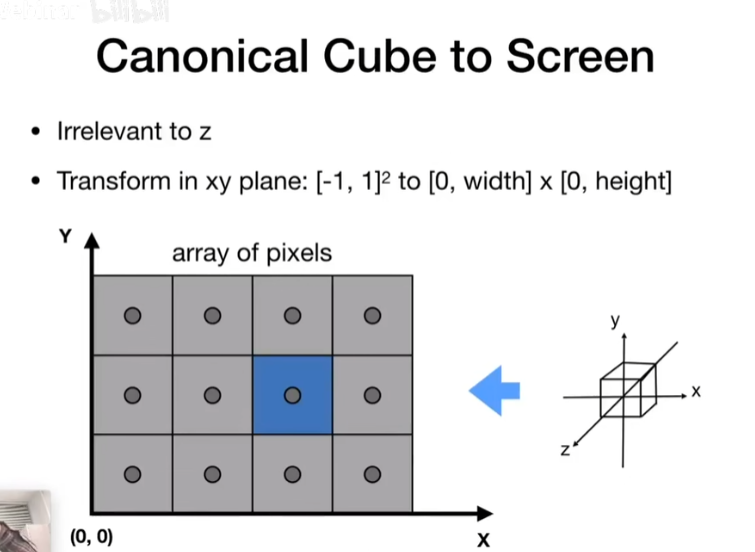 bilibili
Canonical Cube to Screen
• Irrelevant to z
• Transform in xy plane: [-1, 1]² to [0, width] x [0, height]
Y
array of pixels
y
x
z
(0, 0)
X